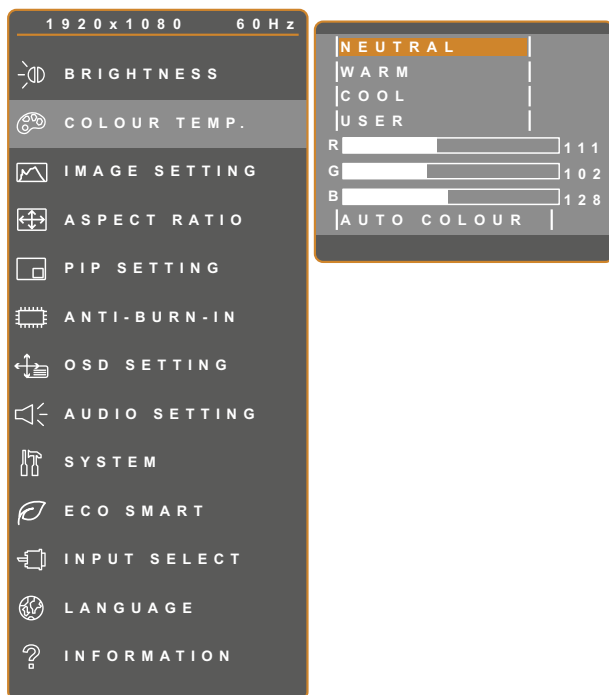 1920x1080 60Hz
BRIGHTNESS
COLOUR TEMP.
IMAGE SETTING
ASPECT RATIO
PIP SETTING
ANTI-BURN-IN
OSD SETTING
AUDIO SETTING
SYSTEM
ECO SMART
INPUT SELECT
LANGUAGE
INFORMATION
NEUTRAL
WARM
COOL
USER
R 111
G 102
B 128
AUTO COLOUR